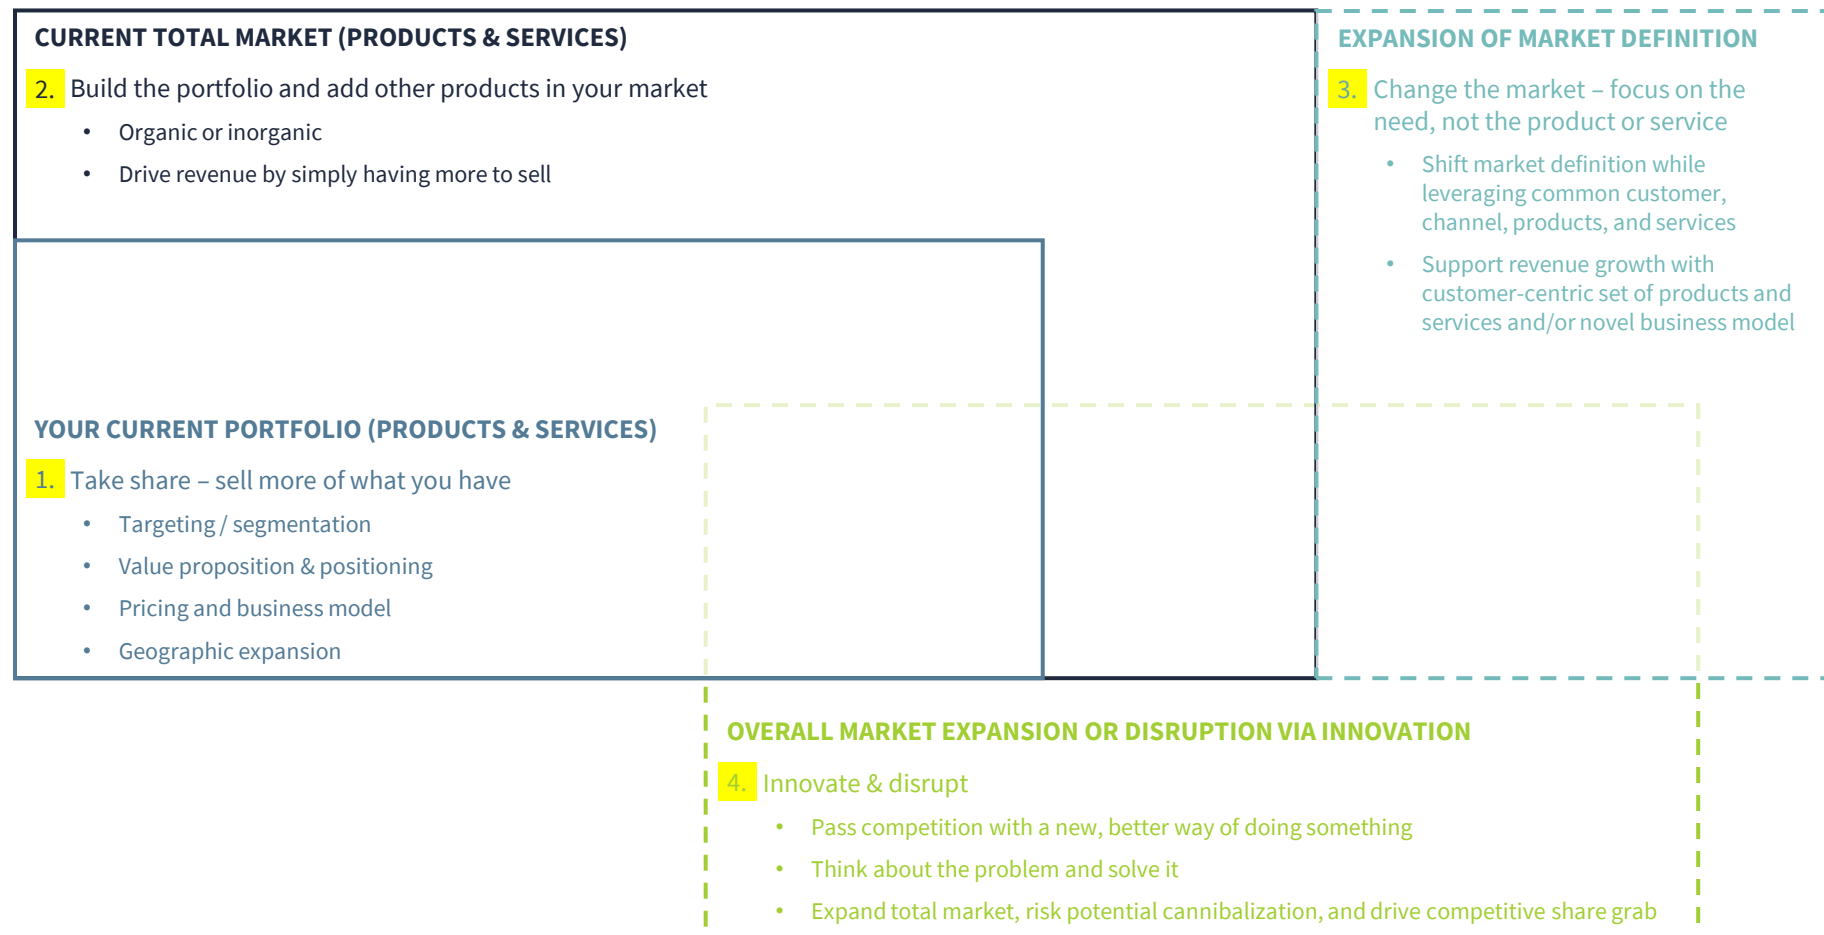 CURRENT TOTAL MARKET (PRODUCTS & SERVICES)
2. Build the portfolio and add other products in your market
• Organic or inorganic
• Drive revenue by simply having more to sell
EXPANSION OF MARKET DEFINITION
3. Change the market – focus on the
need, not the product or service
• Shift market definition while
leveraging common customer,
channel, products, and services
• Support revenue growth with
customer-centric set of products and
services and/or novel business model
YOUR CURRENT PORTFOLIO (PRODUCTS & SERVICES)
1. Take share – sell more of what you have
• Targeting / segmentation
• Value proposition & positioning
• Pricing and business model
• Geographic expansion
OVERALL MARKET EXPANSION OR DISRUPTION VIA INNOVATION
4. Innovate & disrupt
• Pass competition with a new, better way of doing something
• Think about the problem and solve it
• Expand total market, risk potential cannibalization, and drive competitive share grab